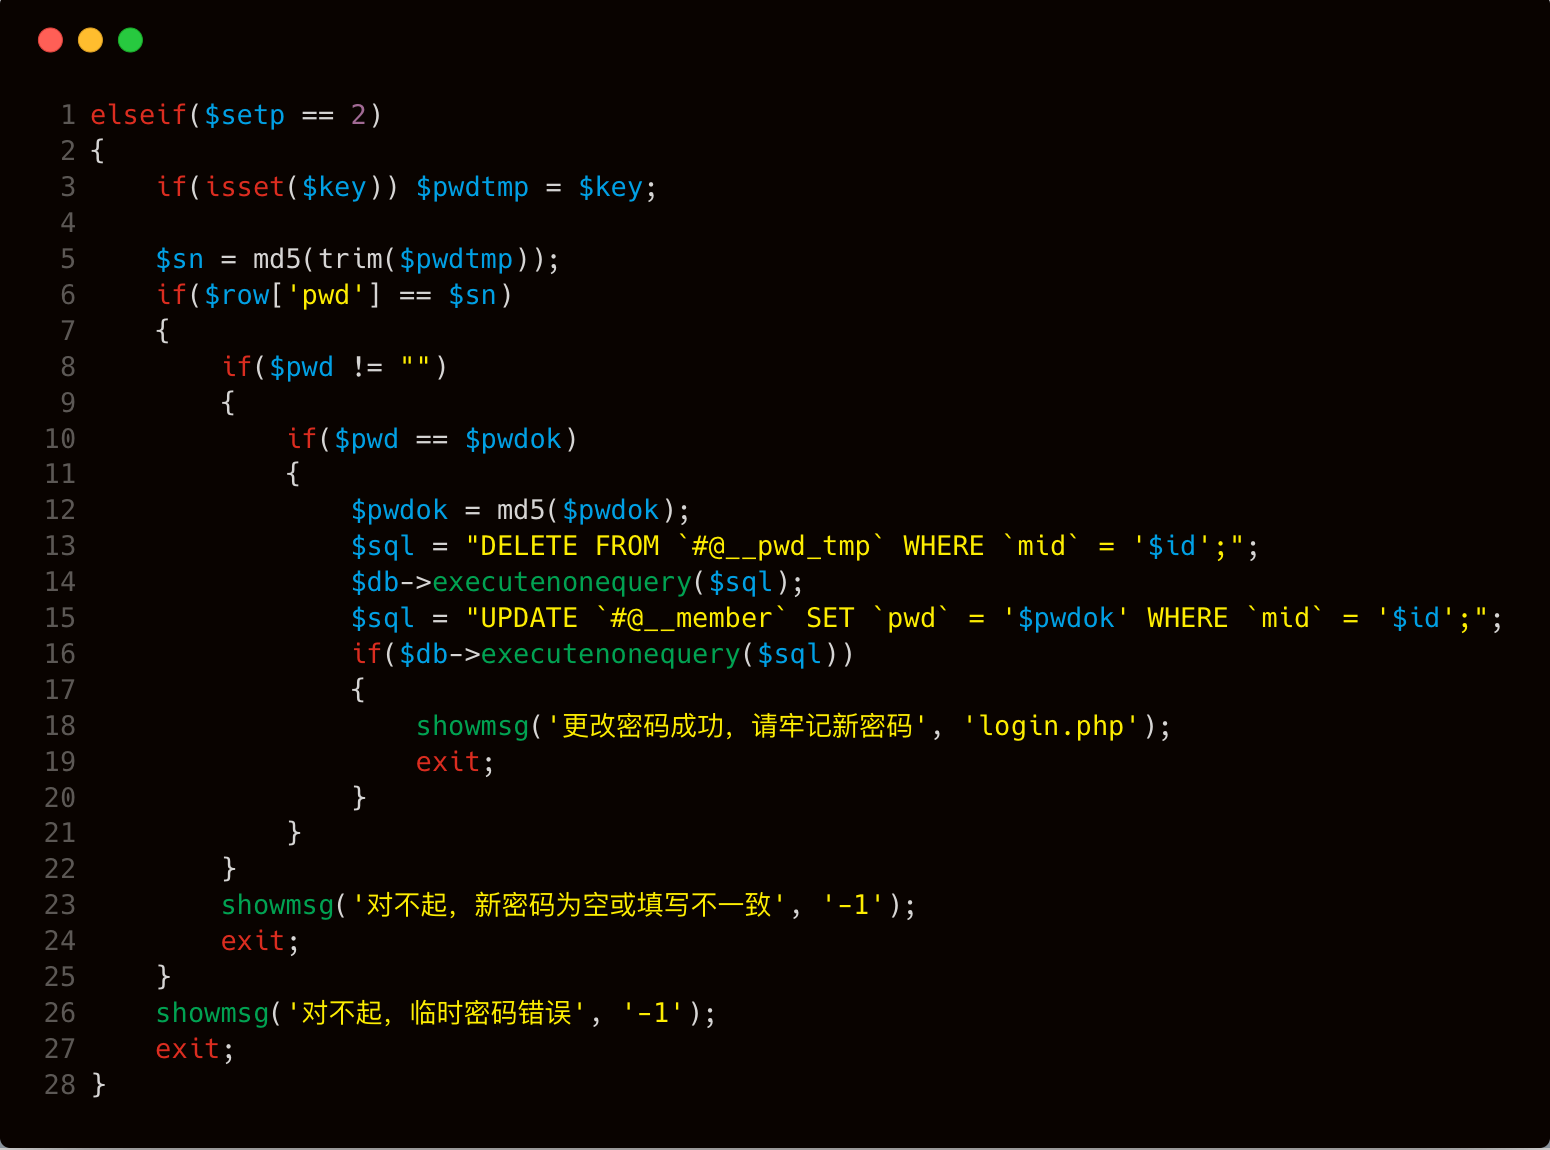 1 elseif($setp == 2)
2 {
3     if(isset($key)) $pwdtmp = $key;
4
5     $sn = md5(trim($pwdtmp));
6     if($row['pwd'] == $sn)
7     {
8         if($pwd != "")
9         {
10             if($pwd == $pwdok)
11             {
12                 $pwdok = md5($pwdok);
13                 $sql = "DELETE FROM `#@__pwd_tmp` WHERE `mid` = '$id';";
14                 $db->executenonequery($sql);
15                 $sql = "UPDATE `#@__member` SET `pwd` = '$pwdok' WHERE `mid` = '$id';";
16                 if($db->executenonequery($sql))
17                 {
18                     showmsg('更改密码成功，请牢记新密码', 'login.php');
19                     exit;
20                 }
21             }
22         }
23         showmsg('对不起，新密码为空或填写不一致', '-1');
24         exit;
25     }
26     showmsg('对不起，临时密码错误', '-1');
27     exit;
28 }